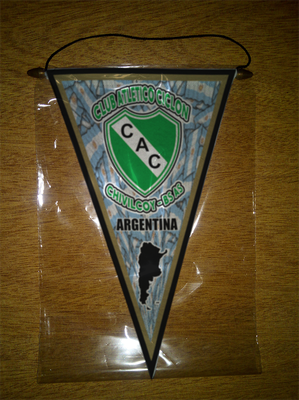 CLUB ATLETICO CICLON
CAC
CHIVILCOY - BS AS
ARGENTINA